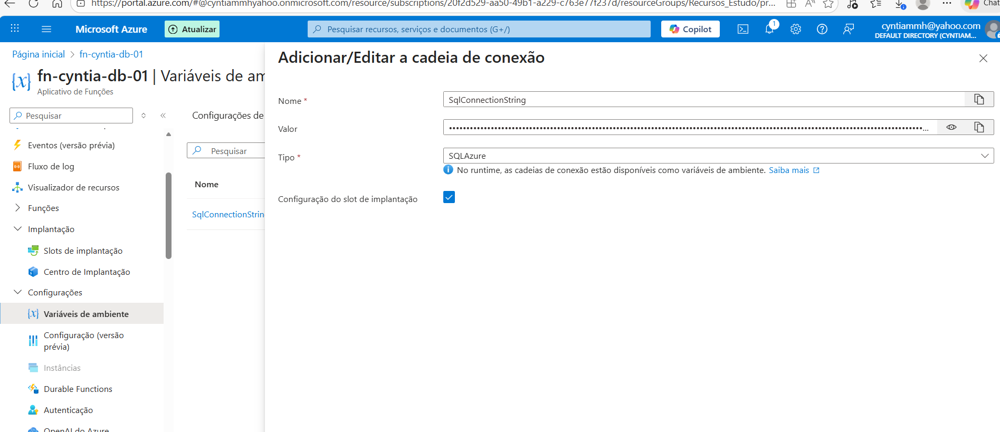 https://portal.azure.com/#@cyntiammhyahoo.onmicrosoft.com/resource/subscriptions/20f2d529-aa50-49b1-a229-c763e77f237d/resourceGroups/Recursos_Estudo/pr...
Chat
Microsoft Azure
Atualizar
Pesquisar recursos, serviços e documentos (G+/)
Copilot
1
cyntiammh@yahoo.com
DEFAULT DIRECTORY (CYNTIAM...
Página inicial > fn-cyntia-db-01
fn-cyntia-db-01 | Variáveis de am
Aplicativo de Funções
Pesquisar
Eventos (versão prévia)
Fluxo de log
Visualizador de recursos
Funções
Implantação
Slots de implantação
Centro de Implantação
Configurações
Variáveis de ambiente
Configuração (versão
prévia)
Instâncias
Durable Functions
Autenticação
OpenAI do Azure
Configurações de
Pesquisar
Nome
SqlConnectionStrin
Adicionar/Editar a cadeia de conexão
Nome *
SqlConnectionString
Valor
Tipo *
SQLAzure
No runtime, as cadeias de conexão estão disponíveis como variáveis de ambiente. Saiba mais
Configuração do slot de implantação